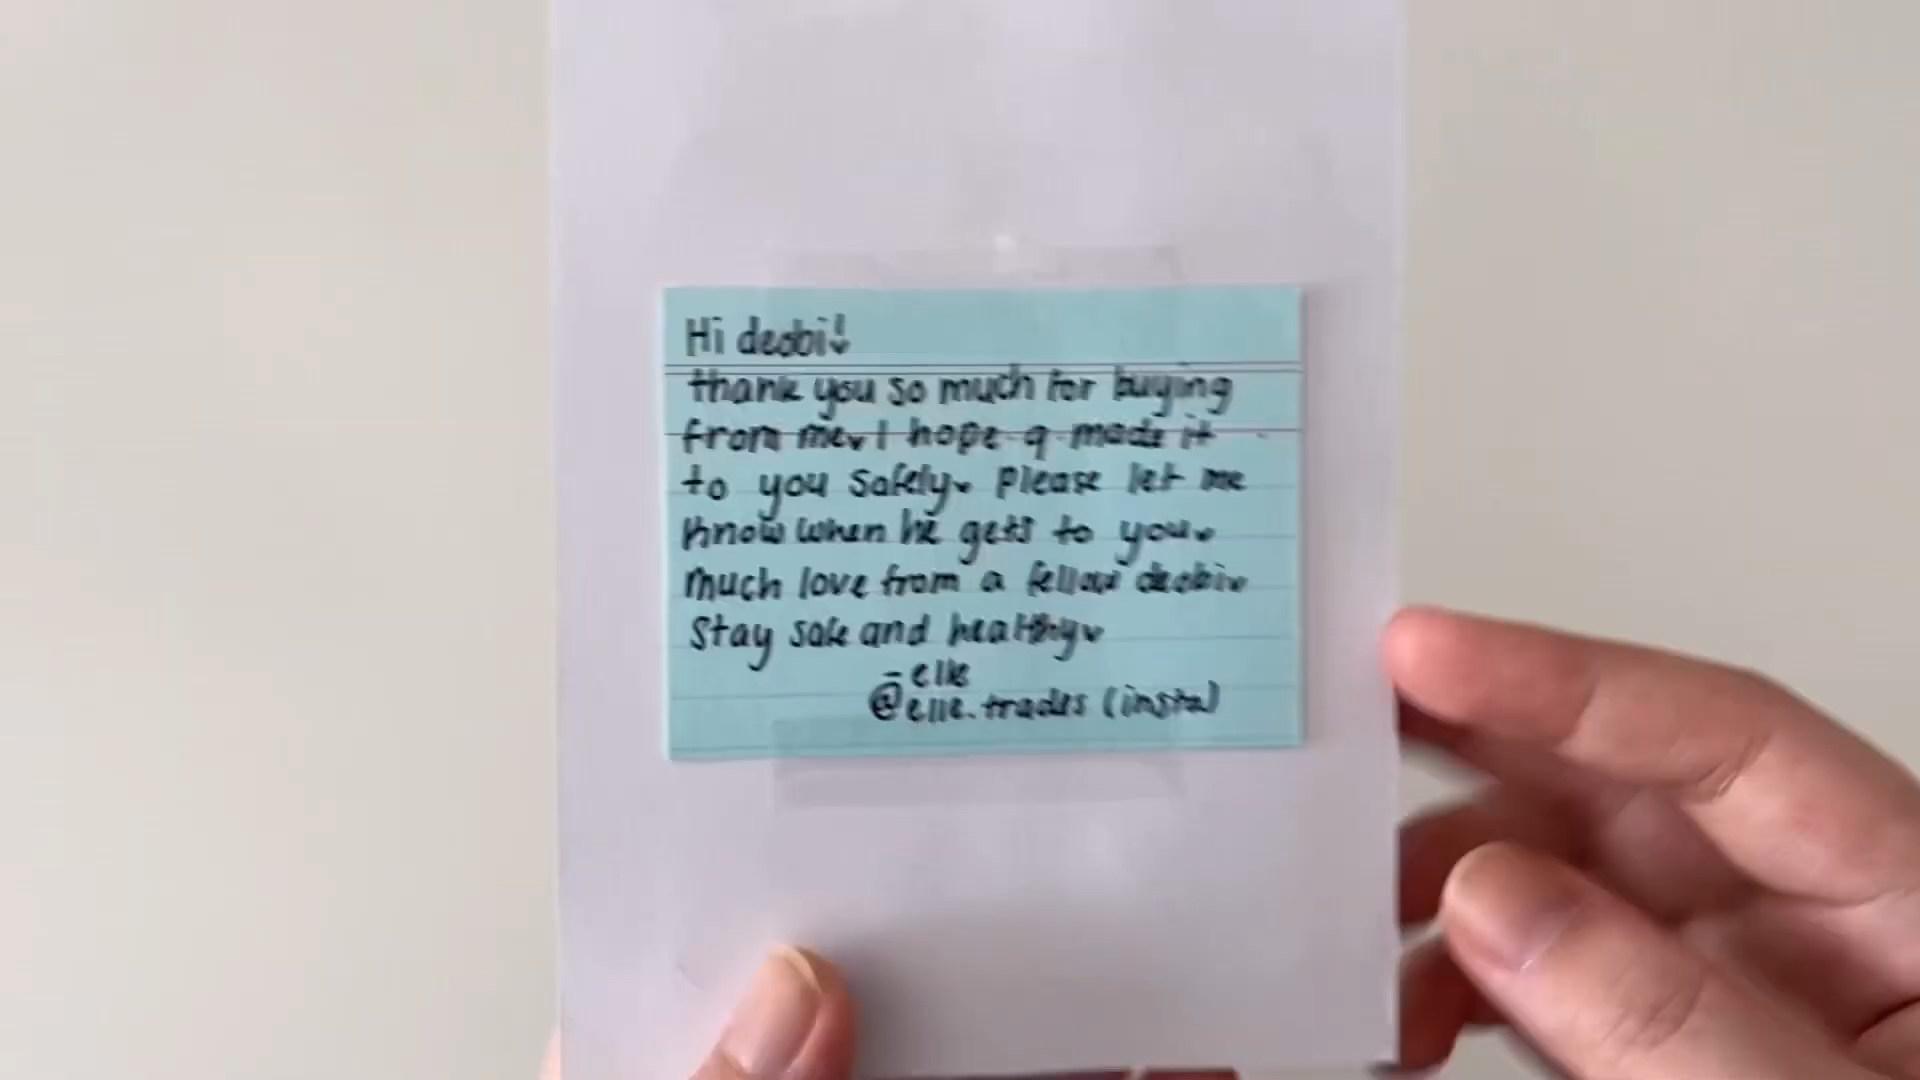 Hi deobi!
thank you so much for buying
from me♥ I hope q made it
to you safely♥ Please let me
know when he gets to you♥
much love from a fellow deobi♥
Stay safe and healthy♥
- elle
@elle.trades (insta)